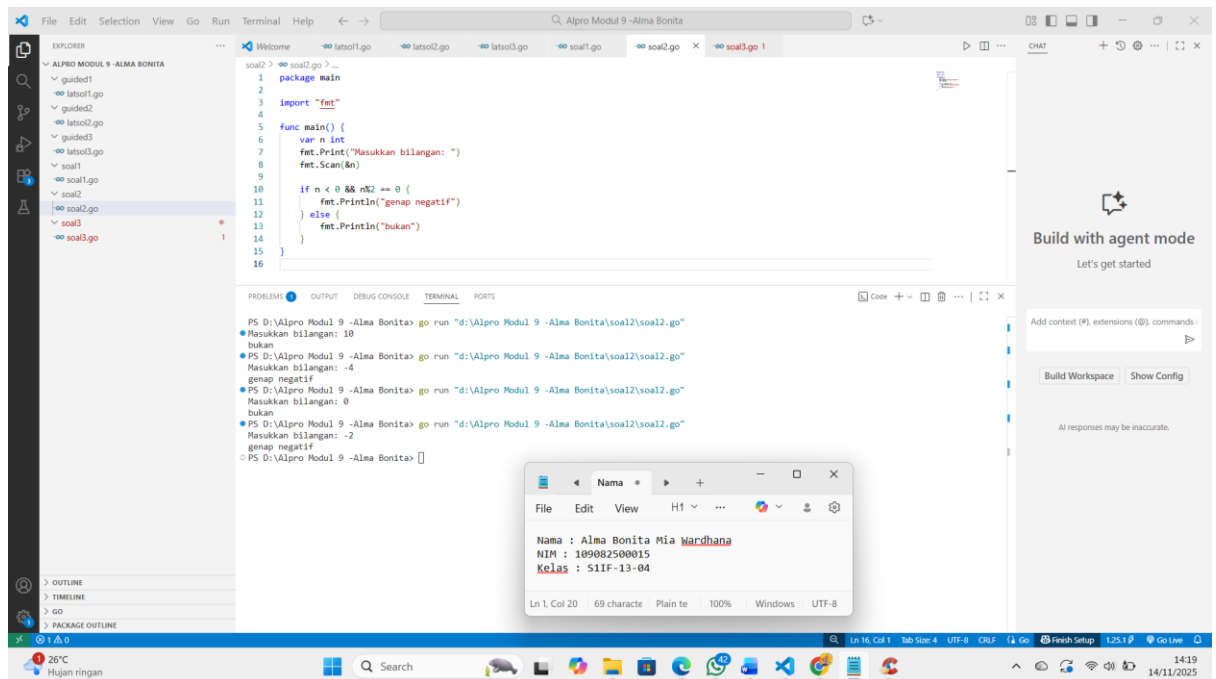 File Edit Selection View Go Run Terminal Help
Alpro Modul 9 -Alma Bonita
EXPLORER
ALPRO MODUL 9 -ALMA BONITA
guided1
latsol1.go
guided2
latsol2.go
guided3
latsol3.go
soal1
soal1.go
soal2
soal2.go
soal3
soal3.go 1
OUTLINE
TIMELINE
GO
PACKAGE OUTLINE
Welcome latsol1.go latsol2.go latsol3.go soal1.go soal2.go soal3.go 1
soal2 > soal2.go > ...
1 package main
2
3 import "fmt"
4
5 func main() {
6 var n int
7 fmt.Print("Masukkan bilangan: ")
8 fmt.Scan(&n)
9
10 if n < 0 && n%2 == 0 {
11 fmt.Println("genap negatif")
12 } else {
13 fmt.Println("bukan")
14 }
15 }
16
PROBLEMS 1 OUTPUT DEBUG CONSOLE TERMINAL PORTS
Code
PS D:\Alpro Modul 9 -Alma Bonita> go run "d:\Alpro Modul 9 -Alma Bonita\soal2\soal2.go"
Masukkan bilangan: 10
bukan
PS D:\Alpro Modul 9 -Alma Bonita> go run "d:\Alpro Modul 9 -Alma Bonita\soal2\soal2.go"
Masukkan bilangan: -4
genap negatif
PS D:\Alpro Modul 9 -Alma Bonita> go run "d:\Alpro Modul 9 -Alma Bonita\soal2\soal2.go"
Masukkan bilangan: 0
bukan
PS D:\Alpro Modul 9 -Alma Bonita> go run "d:\Alpro Modul 9 -Alma Bonita\soal2\soal2.go"
Masukkan bilangan: -2
genap negatif
PS D:\Alpro Modul 9 -Alma Bonita>
CHAT
Build with agent mode
Let's get started
Add context (#), extensions (@), commands
Build Workspace Show Config
AI responses may be inaccurate.
Nama
File Edit View H1
Nama : Alma Bonita Mia Wardhana
NIM : 109082500015
Kelas : S1IF-13-04
Ln 1, Col 20 69 characte Plain te 100% Windows UTF-8
1 0 Ln 16, Col 1 Tab Size: 4 UTF-8 CRLF Go Finish Setup 1.25.1 Go Live
1
26°C
Hujan ringan
Search
42
14:19
14/11/2025